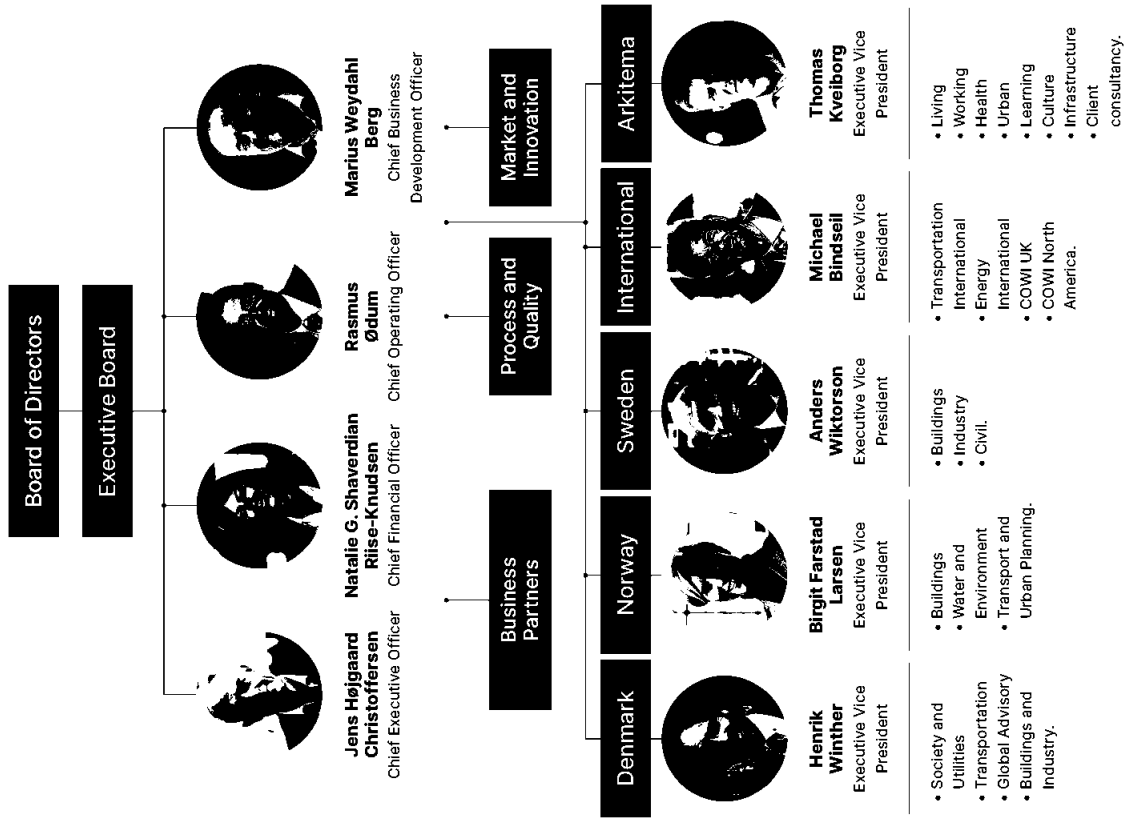 Board of Directors
Executive Board
Jens Højgaard
Christoffersen
Chief Executive Officer
Natalie G. Shaverdian
Riise-Knudsen
Chief Financial Officer
Rasmus
Ødum
Chief Operating Officer
Marius Weydahl
Berg
Chief Business
Development Officer
Business
Partners
Process and
Quality
Market and
Innovation
Denmark
Henrik
Winther
Executive Vice
President
• Society and
Utilities
• Transportation
• Global Advisory
• Buildings and
Industry.
Norway
Birgit Farstad
Larsen
Executive Vice
President
• Buildings
• Water and
Environment
• Transport and
Urban Planning.
Sweden
Anders
Wiktorson
Executive Vice
President
• Buildings
• Industry
• Civil.
International
Michael
Bindseil
Executive Vice
President
• Transportation
International
• Energy
International
• COWI UK
• COWI North
America.
Arkitema
Thomas
Kveiborg
Executive Vice
President
• Living
• Working
• Health
• Urban
• Learning
• Culture
• Infrastructure
• Client
consultancy.